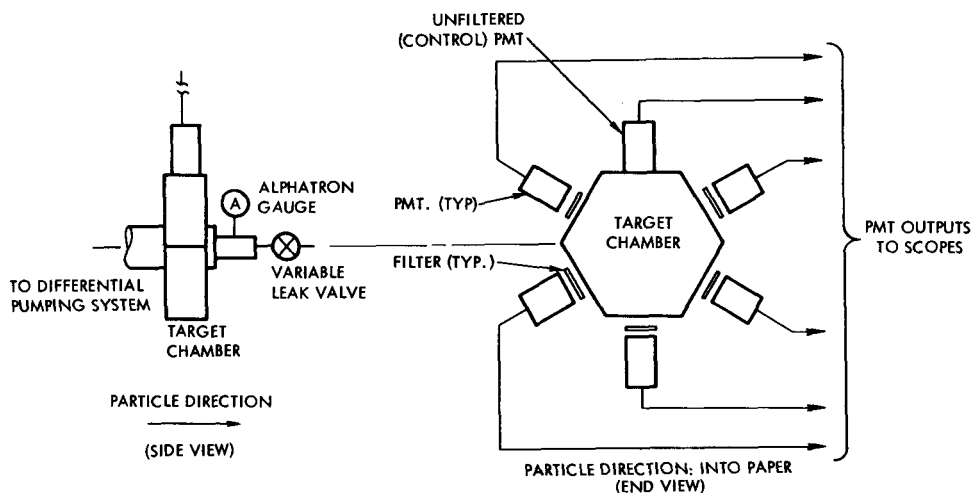 UNFILTERED
(CONTROL) PMT
ALPHATRON
GAUGE
A
PMT. (TYP)
TARGET
CHAMBER
PMT OUTPUTS
TO SCOPES
FILTER (TYP.)
VARIABLE
LEAK VALVE
TO DIFFERENTIAL
PUMPING SYSTEM
TARGET
CHAMBER
PARTICLE DIRECTION
(SIDE VIEW)
PARTICLE DIRECTION: INTO PAPER
(END VIEW)